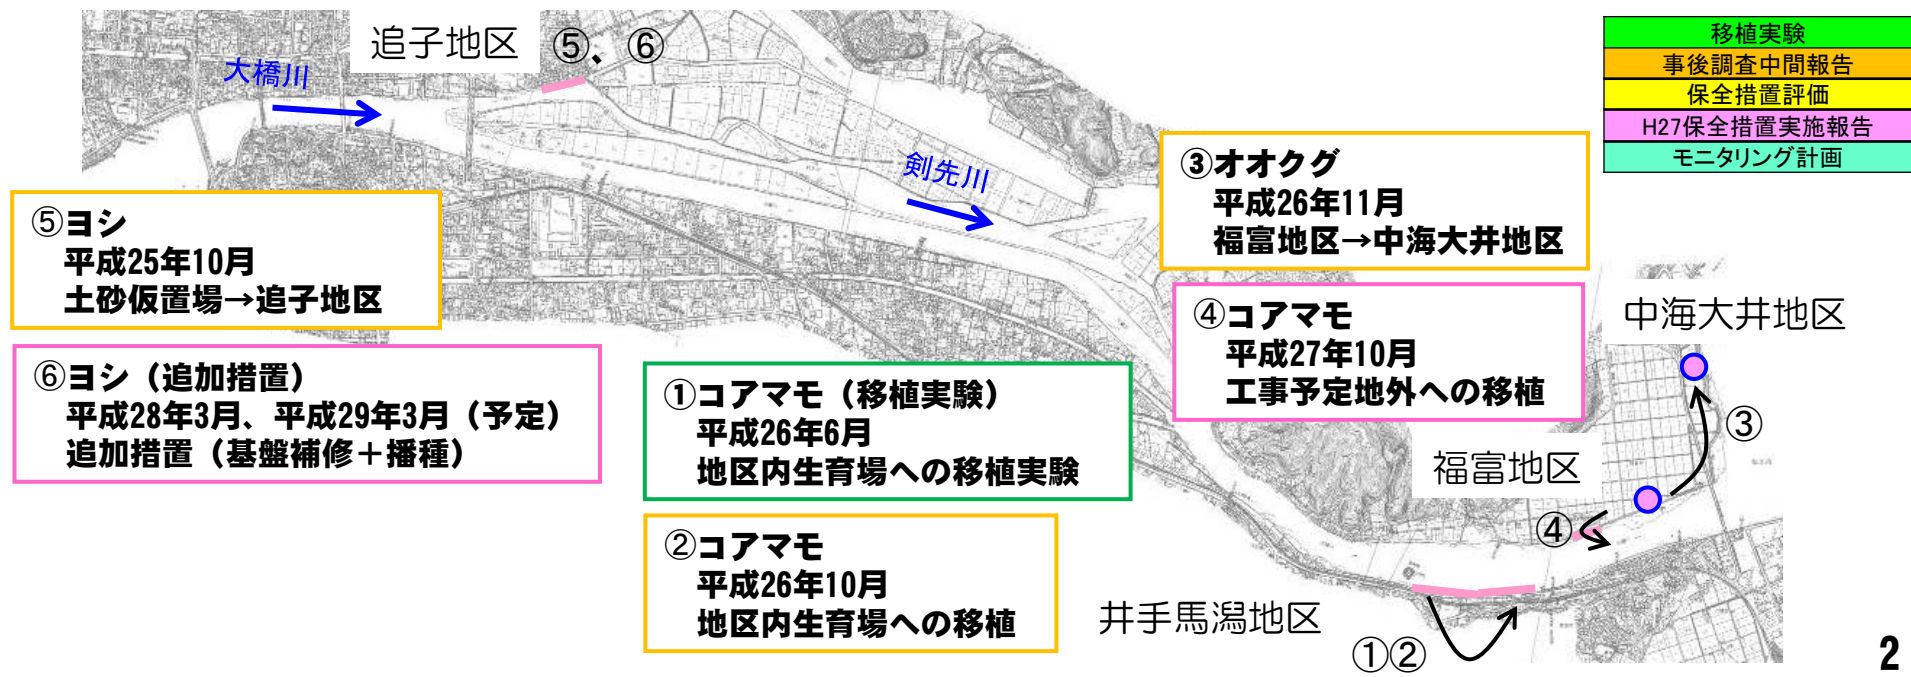 追子地区
⑤、⑥
大橋川
剣先川
移植実験
事後調査中間報告
保全措置評価
H27保全措置実施報告
モニタリング計画
⑤ヨシ
平成25年10月
土砂仮置場→追子地区
⑥ヨシ（追加措置）
平成28年3月、平成29年3月（予定）
追加措置（基盤補修＋播種）
①コアマモ（移植実験）
平成26年6月
地区内生育場への移植実験
②コアマモ
平成26年10月
地区内生育場への移植
③オオクグ
平成26年11月
福富地区→中海大井地区
④コアマモ
平成27年10月
工事予定地外への移植
中海大井地区
③
福富地区
④
井手馬潟地区
①②
2